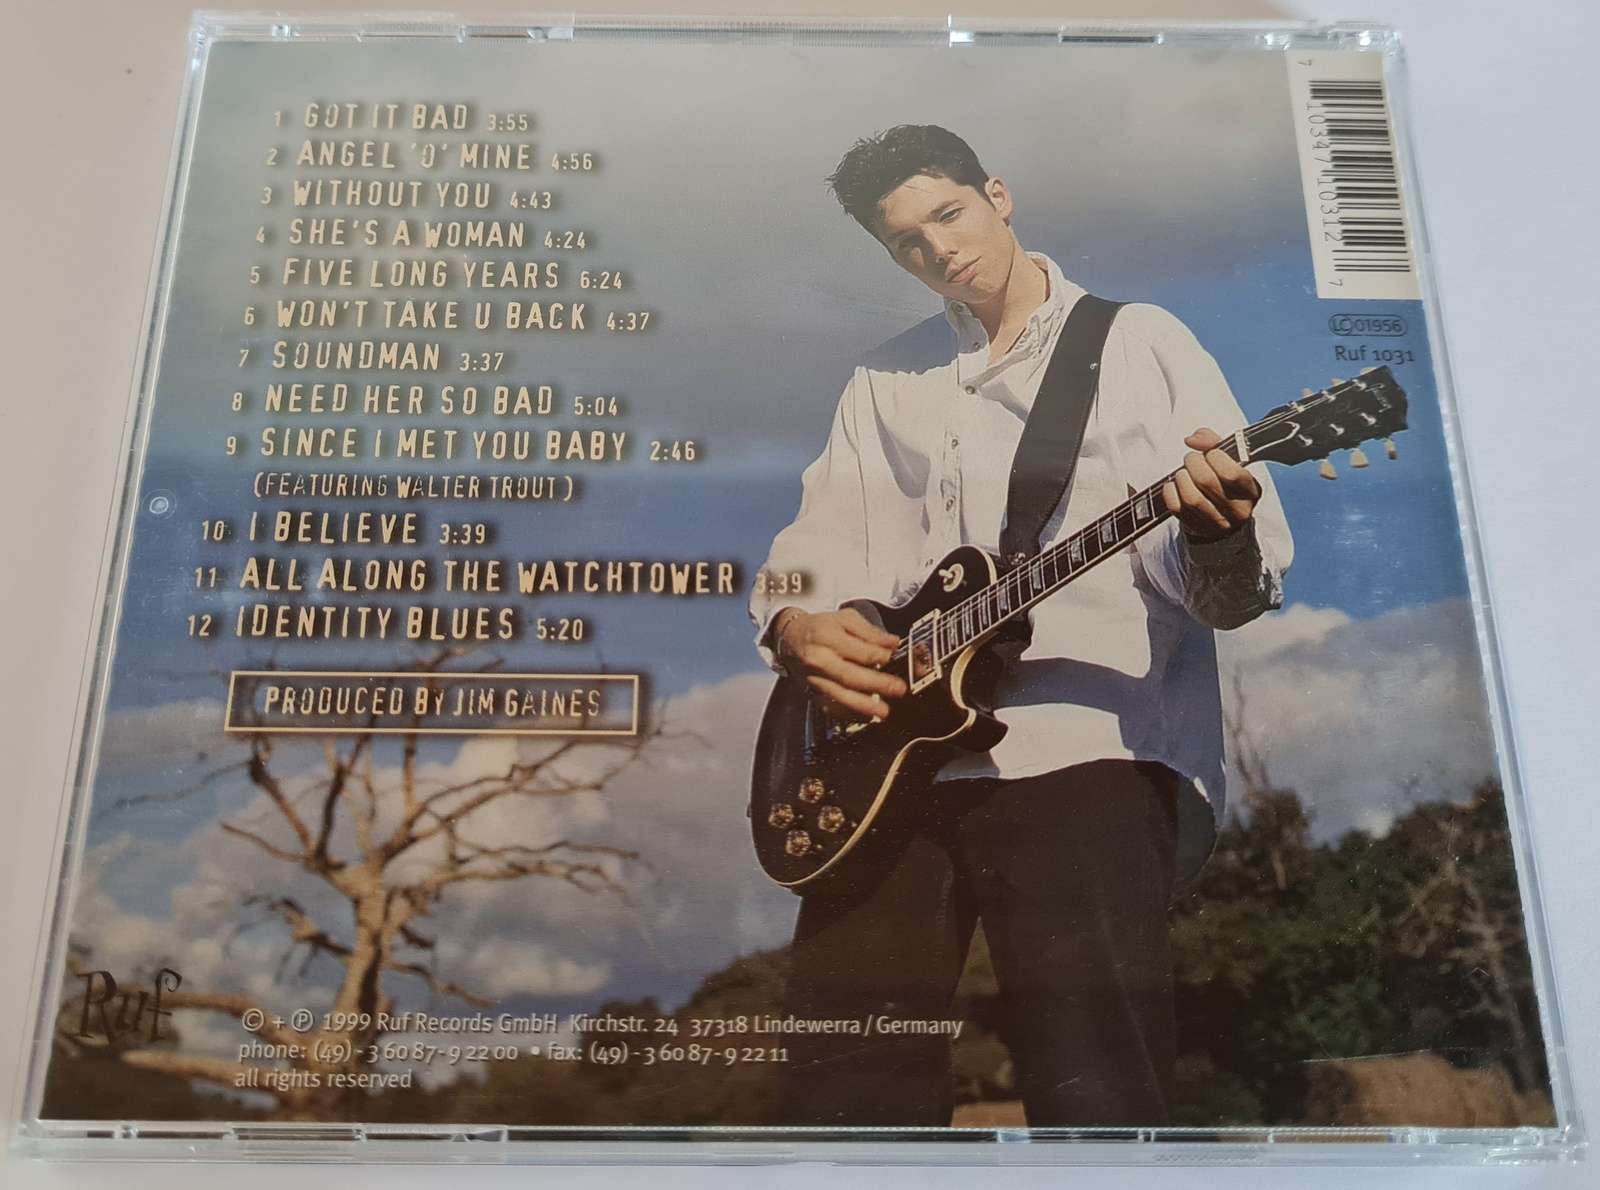 1 GOT IT BAD 3:55
2 ANGEL 'O' MINE 4:56
3 WITHOUT YOU 4:43
4 SHE'S A WOMAN 4:24
5 FIVE LONG YEARS 6:24
6 WON'T TAKE U BACK 4:37
7 SOUNDMAN 3:37
8 NEED HER SO BAD 5:04
9 SINCE I MET YOU BABY 2:46
(FEATURING WALTER TROUT)
10 I BELIEVE 3:39
11 ALL ALONG THE WATCHTOWER 3:39
12 IDENTITY BLUES 5:20
PRODUCED BY JIM GAINES
7 10347 10312 7
LC 01956
Ruf 1031
Gibson
Ruf
© + ℗ 1999 Ruf Records GmbH Kirchstr. 24 37318 Lindewerra / Germany
phone: (49) - 3 60 87 - 9 22 00 • fax: (49) - 3 60 87 - 9 22 11
all rights reserved